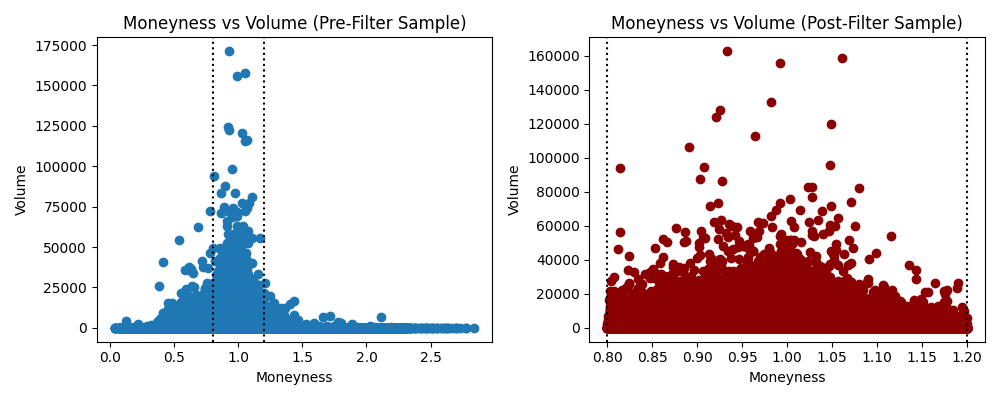 Moneyness vs Volume (Pre-Filter Sample)
175000
150000
125000
100000
75000
50000
25000
0
Volume
0.0 0.5 1.0 1.5 2.0 2.5
Moneyness
Moneyness vs Volume (Post-Filter Sample)
160000
140000
120000
100000
80000
60000
40000
20000
0
Volume
0.80 0.85 0.90 0.95 1.00 1.05 1.10 1.15 1.20
Moneyness